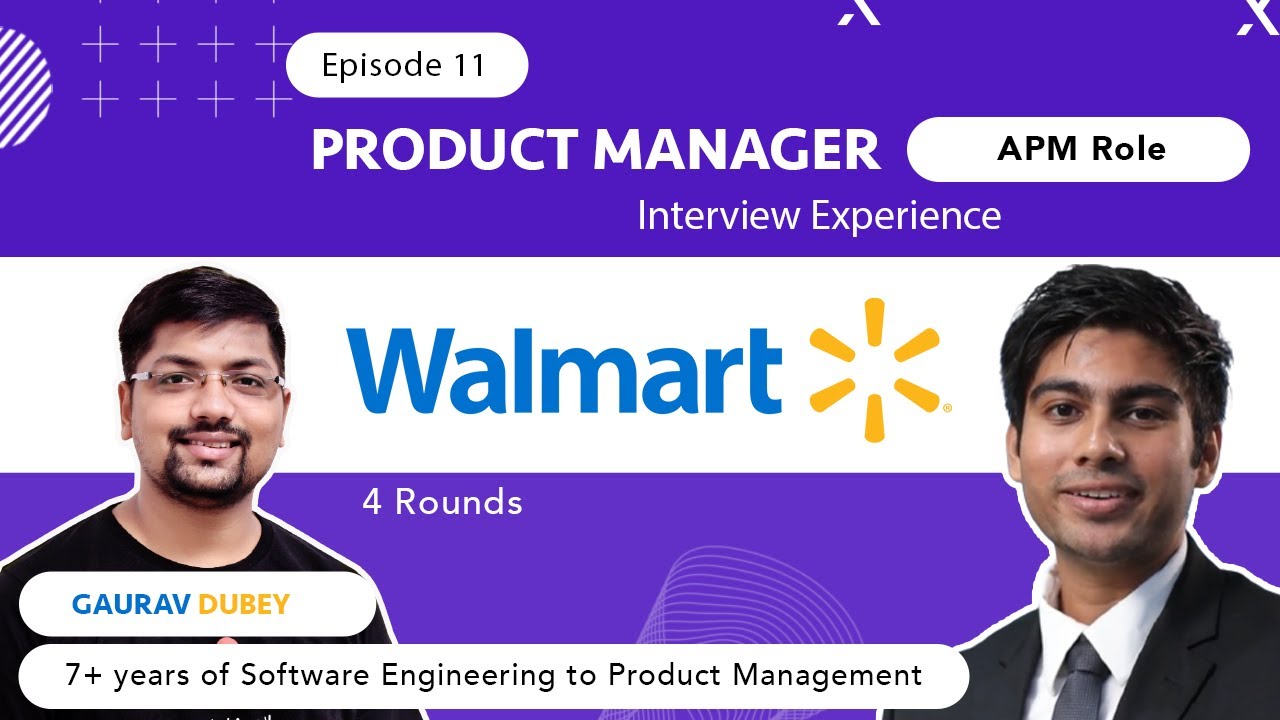 Episode 11
PRODUCT MANAGER
APM Role
Interview Experience
Walmart
4 Rounds
GAURAV DUBEY
7+ years of Software Engineering to Product Management